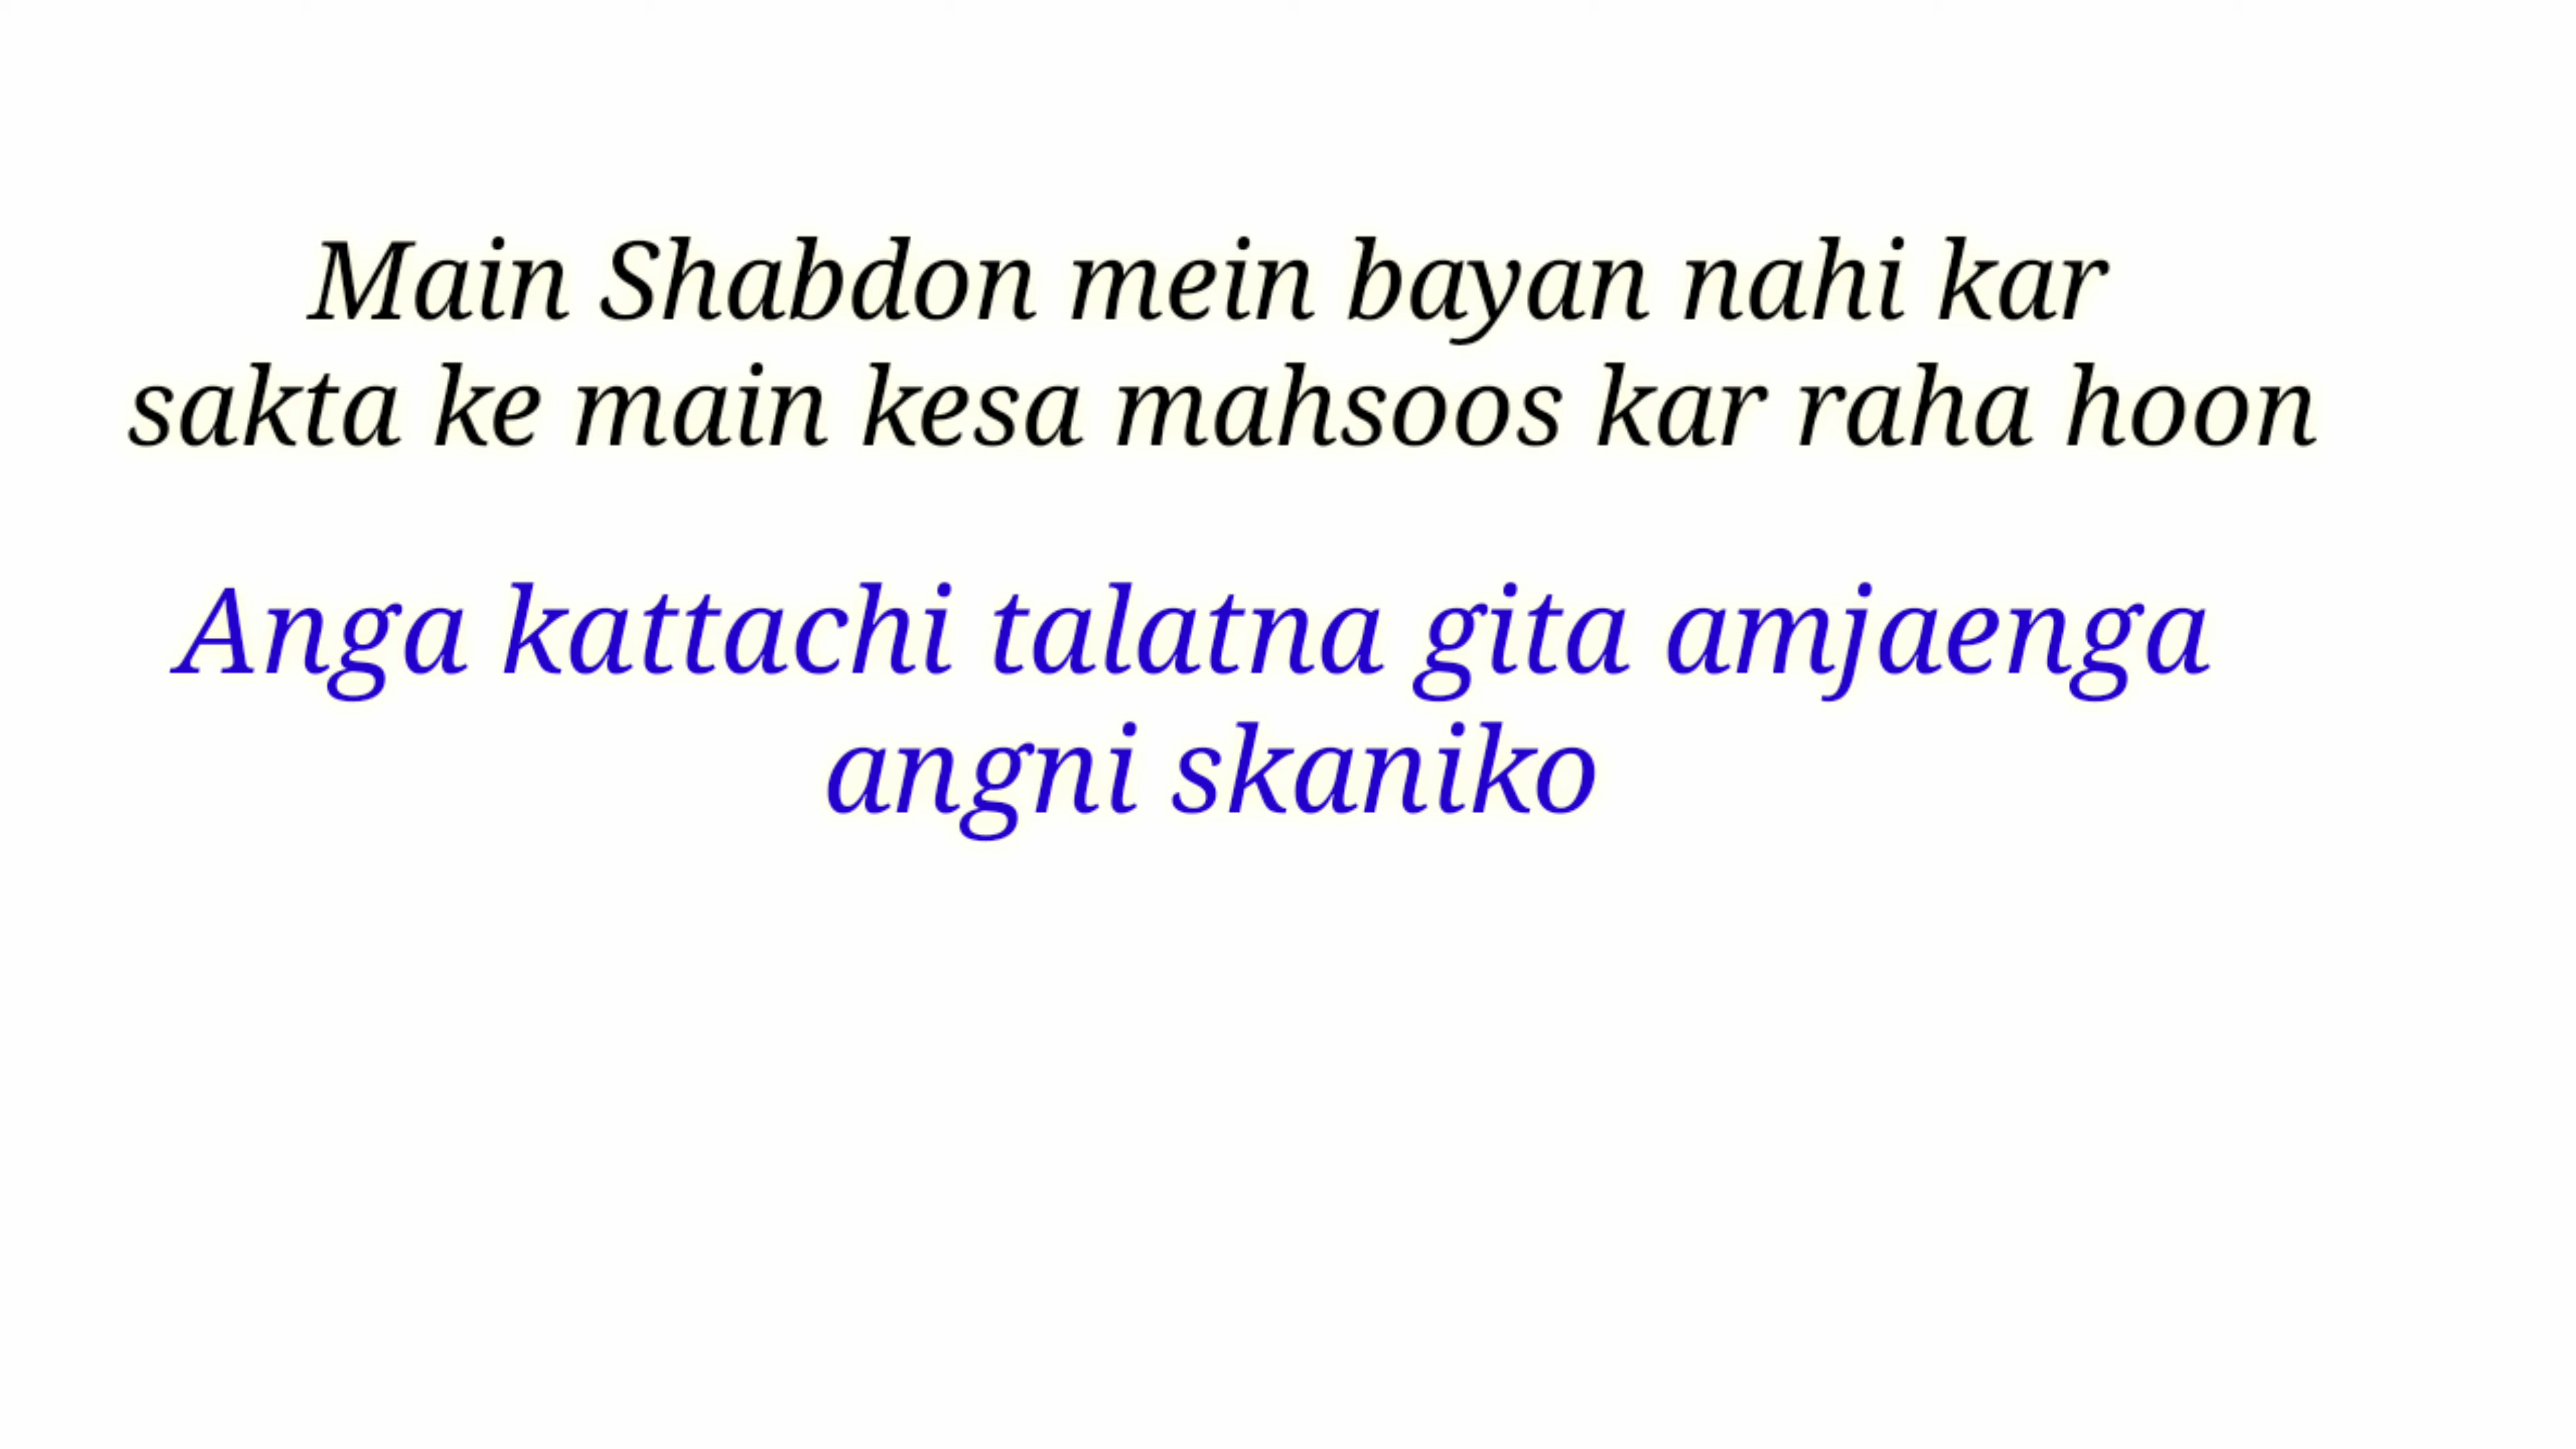 Main Shabdon mein bayan nahi kar
sakta ke main kesa mahsoos kar raha hoon
Anga kattachi talatna gita amjaenga
angni skaniko